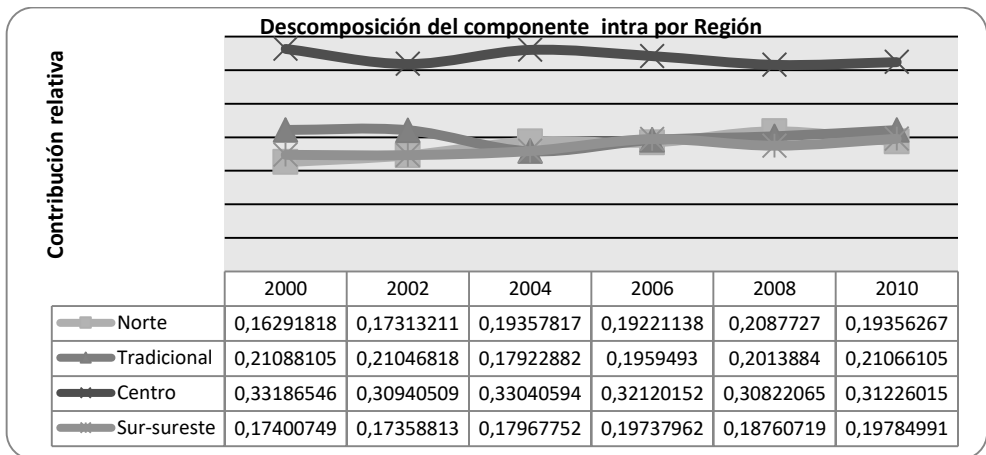 Descomposición del componente intra por Región
Contribución relativa
2000 2002 2004 2006 2008 2010
Norte 0,16291818 0,17313211 0,19357817 0,19221138 0,2087727 0,19356267
Tradicional 0,21088105 0,21046818 0,17922882 0,1959493 0,2013884 0,21066105
Centro 0,33186546 0,30940509 0,33040594 0,32120152 0,30822065 0,31226015
Sur-sureste 0,17400749 0,17358813 0,17967752 0,19737962 0,18760719 0,19784991